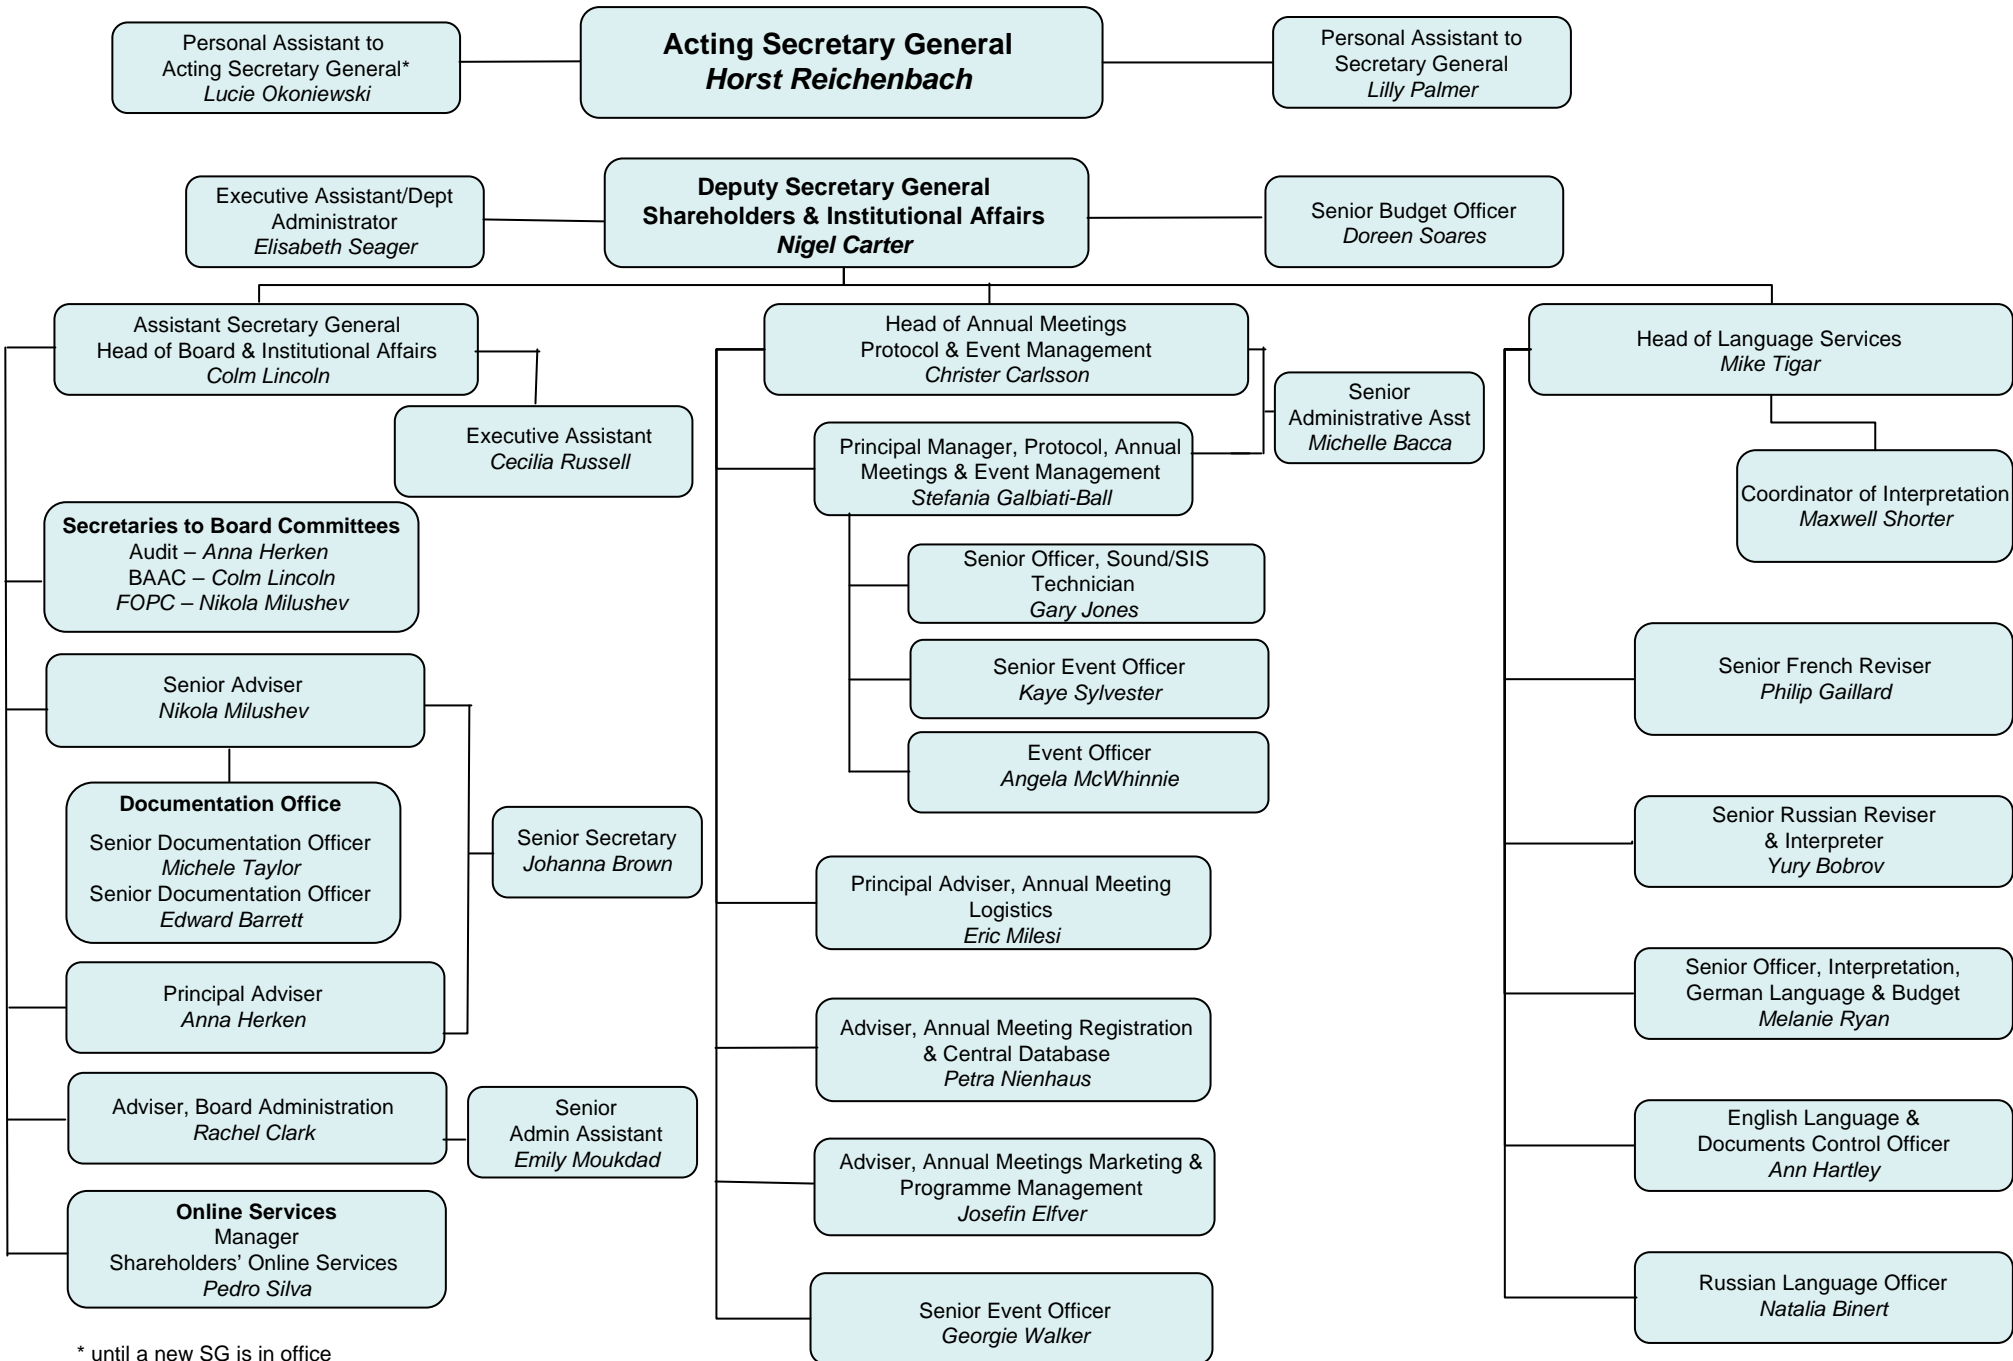 Personal Assistant to
Acting Secretary General*
Lucie Okoniewski
Acting Secretary General
Horst Reichenbach
Personal Assistant to
Secretary General
Lilly Palmer
Executive Assistant/Dept
Administrator
Elisabeth Seager
Deputy Secretary General
Shareholders & Institutional Affairs
Nigel Carter
Senior Budget Officer
Doreen Soares
Assistant Secretary General
Head of Board & Institutional Affairs
Colm Lincoln
Executive Assistant
Cecilia Russell
Secretaries to Board Committees
Audit – Anna Herken
BAAC – Colm Lincoln
FOPC – Nikola Milushev
Senior Adviser
Nikola Milushev
Documentation Office
Senior Documentation Officer
Michele Taylor
Senior Documentation Officer
Edward Barrett
Senior Secretary
Johanna Brown
Principal Adviser
Anna Herken
Adviser, Board Administration
Rachel Clark
Senior
Admin Assistant
Emily Moukdad
Online Services
Manager
Shareholders' Online Services
Pedro Silva
* until a new SG is in office
Head of Annual Meetings
Protocol & Event Management
Christer Carlsson
Senior
Administrative Asst
Michelle Bacca
Principal Manager, Protocol, Annual
Meetings & Event Management
Stefania Galbiati-Ball
Senior Officer, Sound/SIS
Technician
Gary Jones
Senior Event Officer
Kaye Sylvester
Event Officer
Angela McWhinnie
Principal Adviser, Annual Meeting
Logistics
Eric Milesi
Adviser, Annual Meeting Registration
& Central Database
Petra Nienhaus
Adviser, Annual Meetings Marketing &
Programme Management
Josefin Elfver
Senior Event Officer
Georgie Walker
Head of Language Services
Mike Tigar
Coordinator of Interpretation
Maxwell Shorter
Senior French Reviser
Philip Gaillard
Senior Russian Reviser
& Interpreter
Yury Bobrov
Senior Officer, Interpretation,
German Language & Budget
Melanie Ryan
English Language &
Documents Control Officer
Ann Hartley
Russian Language Officer
Natalia Binert